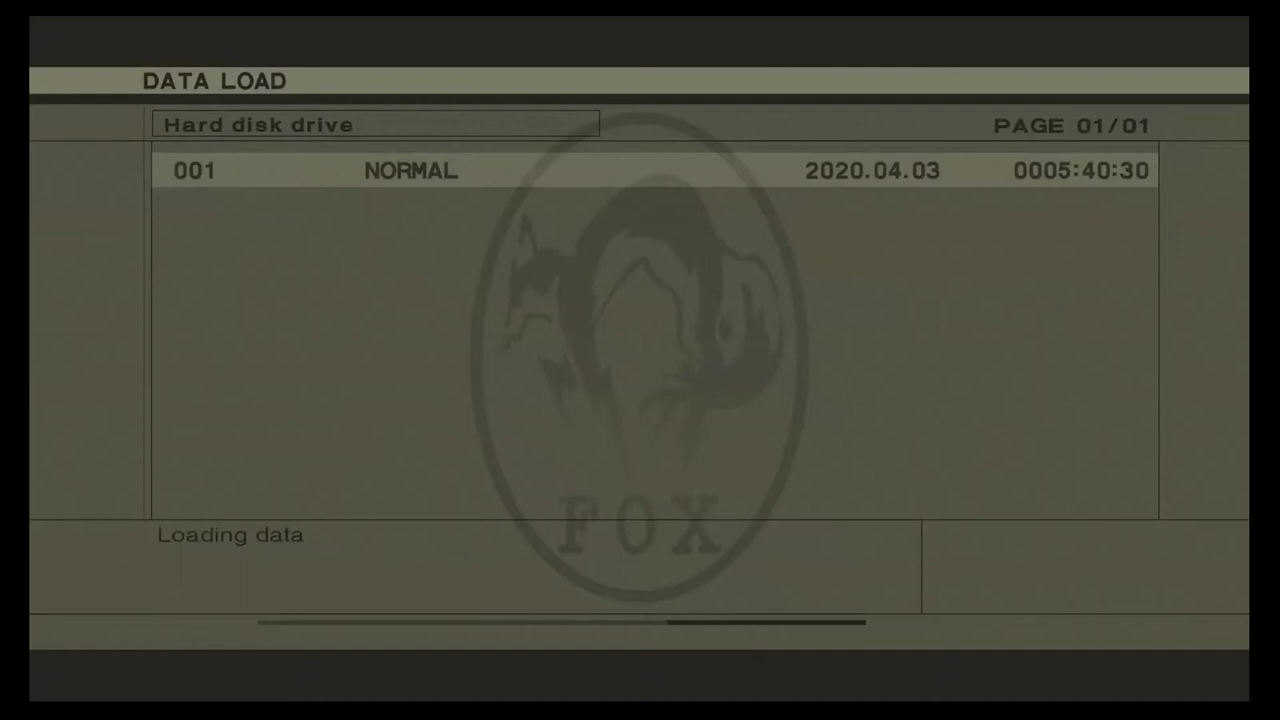 DATA LOAD
Hard disk drive PAGE 01/01
001 NORMAL 2020.04.03 0005:40:30
FOX
Loading data